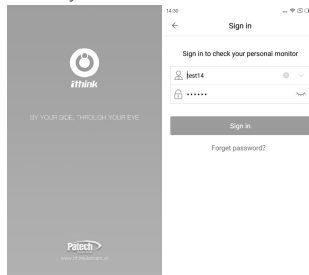 ithink
BY YOUR SIDE, THROUGH YOUR EYE
Patech
14:30
Sign in
Sign in to check your personal monitor
test14
••••••
Sign in
Forget password?